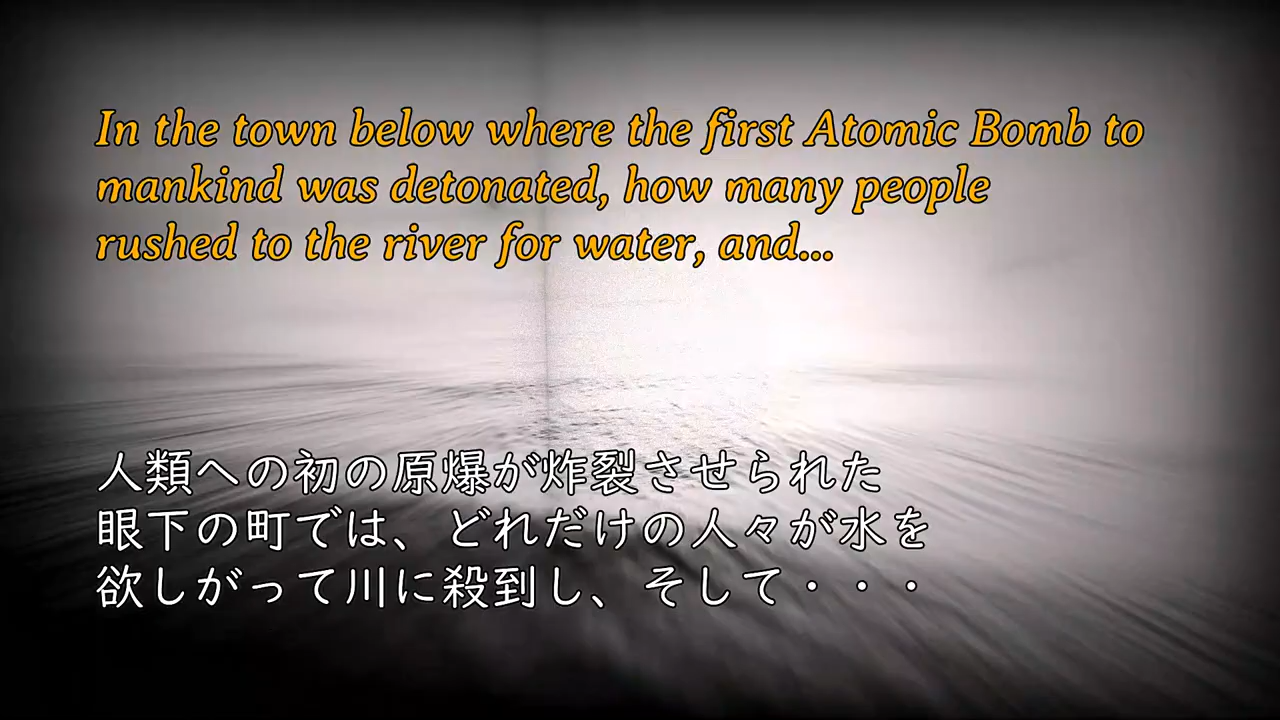 In the town below where the first Atomic Bomb to
mankind was detonated, how many people
rushed to the river for water, and...
人類への初の原爆が炸裂させられた
眼下の町では、どれだけの人々が水を
欲しがって川に殺到し、そして・・・